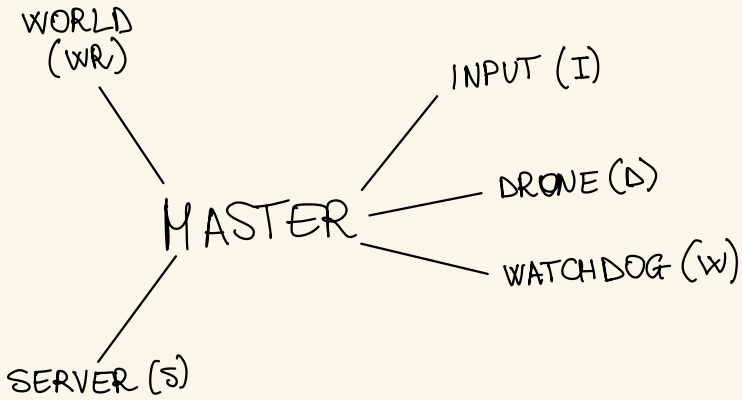 WORLD
(WR)
INPUT (I)
DRONE (D)
MASTER
WATCHDOG (W)
SERVER (S)